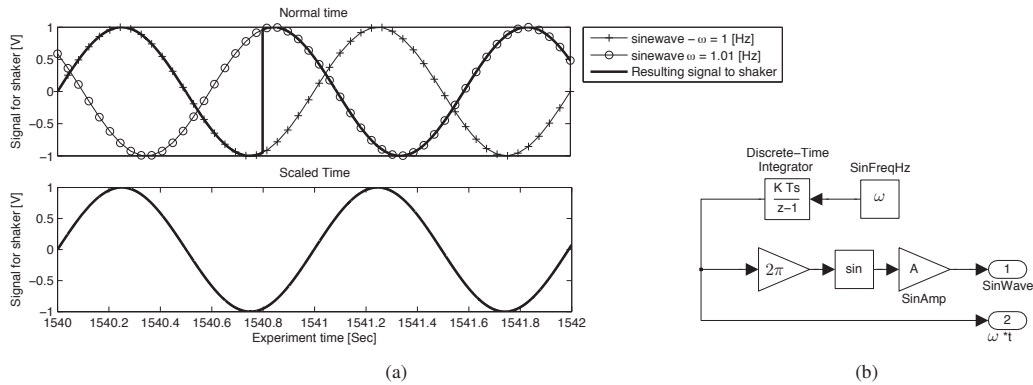 Normal time
1
0.5
0
−0.5
−1
Signal for shaker [V]
sinewave − ω = 1 [Hz]
sinewave ω = 1.01 [Hz]
Resulting signal to shaker
Scaled Time
1
0.5
0
−0.5
−1
Signal for shaker [V]
1540 1540.2 1540.4 1540.6 1540.8 1541 1541.2 1541.4 1541.6 1541.8 1542
Experiment time [Sec]
(a)
Discrete−Time
Integrator
K Ts
z−1
SinFreqHz
ω
2π
sin
A
SinAmp
1
SinWave
2
ω *t
(b)